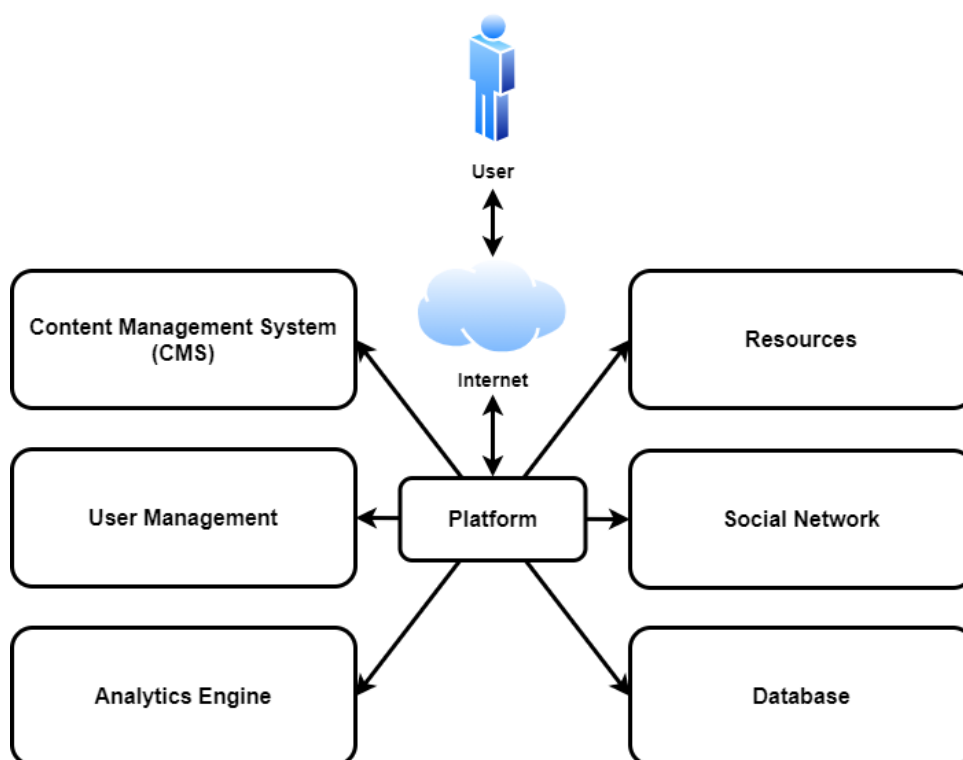 User
Internet
Content Management System
(CMS)
Resources
User Management
Platform
Social Network
Analytics Engine
Database